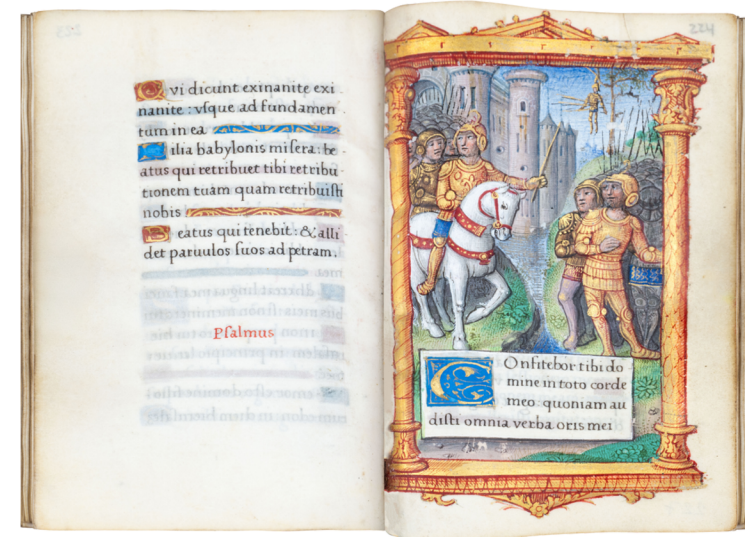 Qvi dicunt exinanite exi
nanite : vſque ad fundamen
tum in ea
Filia babylonis miſera : be
atus qui retribuet tibi retribu
tionem tuam quam retribuiſti
nobis
Beatus qui tenebit : & alli
det paruulos ſuos ad petram.
Pſalmus
224
COnfitebor tibi do
mine in toto corde
meo : quoniam au
diſti omnia verba oris mei